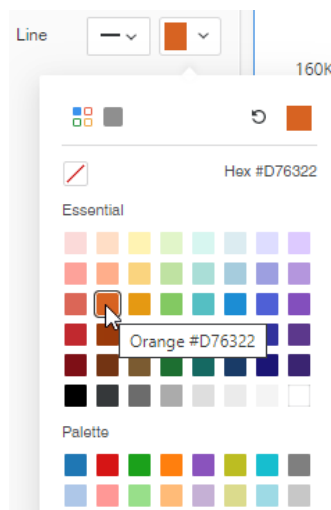 Line
160K
Hex #D76322
Essential
Orange #D76322
Palette